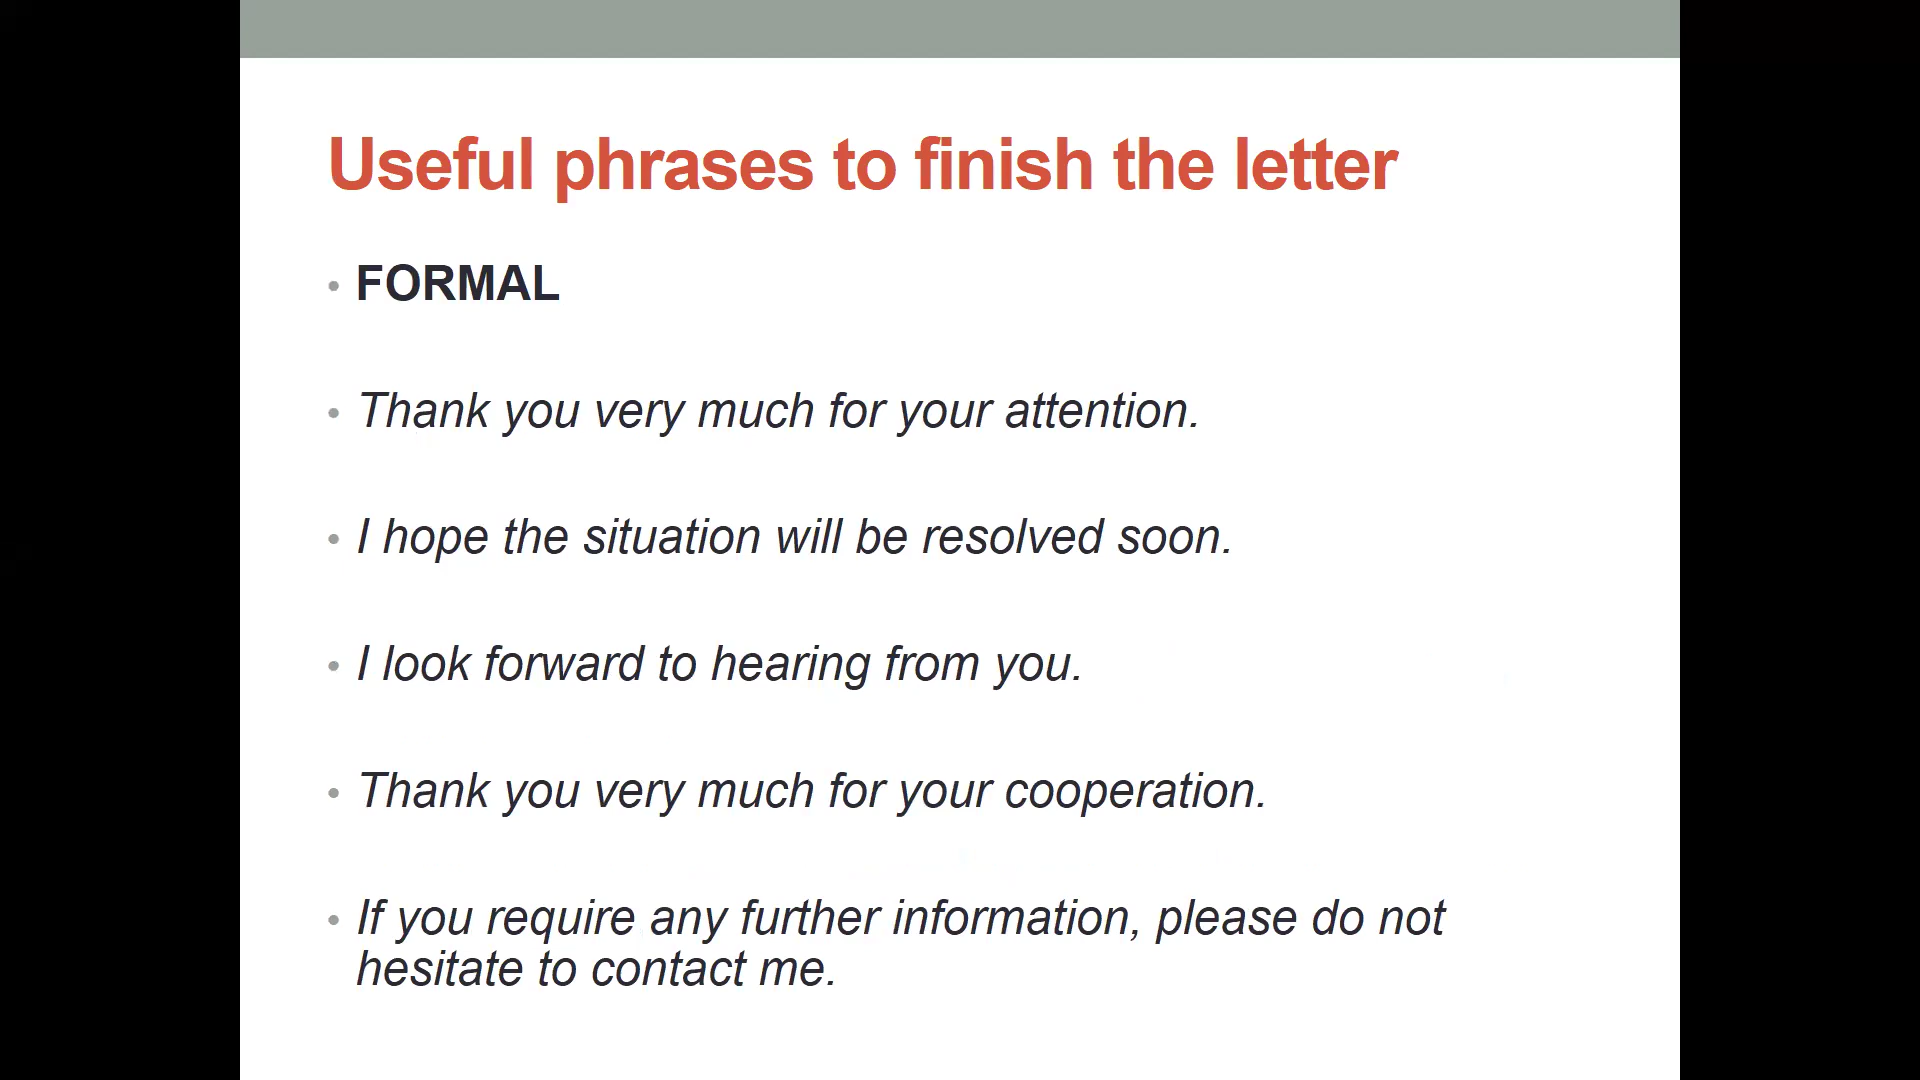 Useful phrases to finish the letter
• FORMAL
• Thank you very much for your attention.
• I hope the situation will be resolved soon.
• I look forward to hearing from you.
• Thank you very much for your cooperation.
• If you require any further information, please do not
hesitate to contact me.